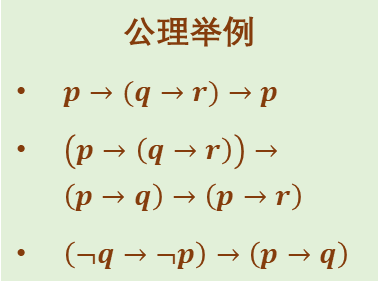 公理举例
• p → (q → r) → p
• (p → (q → r)) →
(p → q) → (p → r)
• (¬q → ¬p) → (p → q)